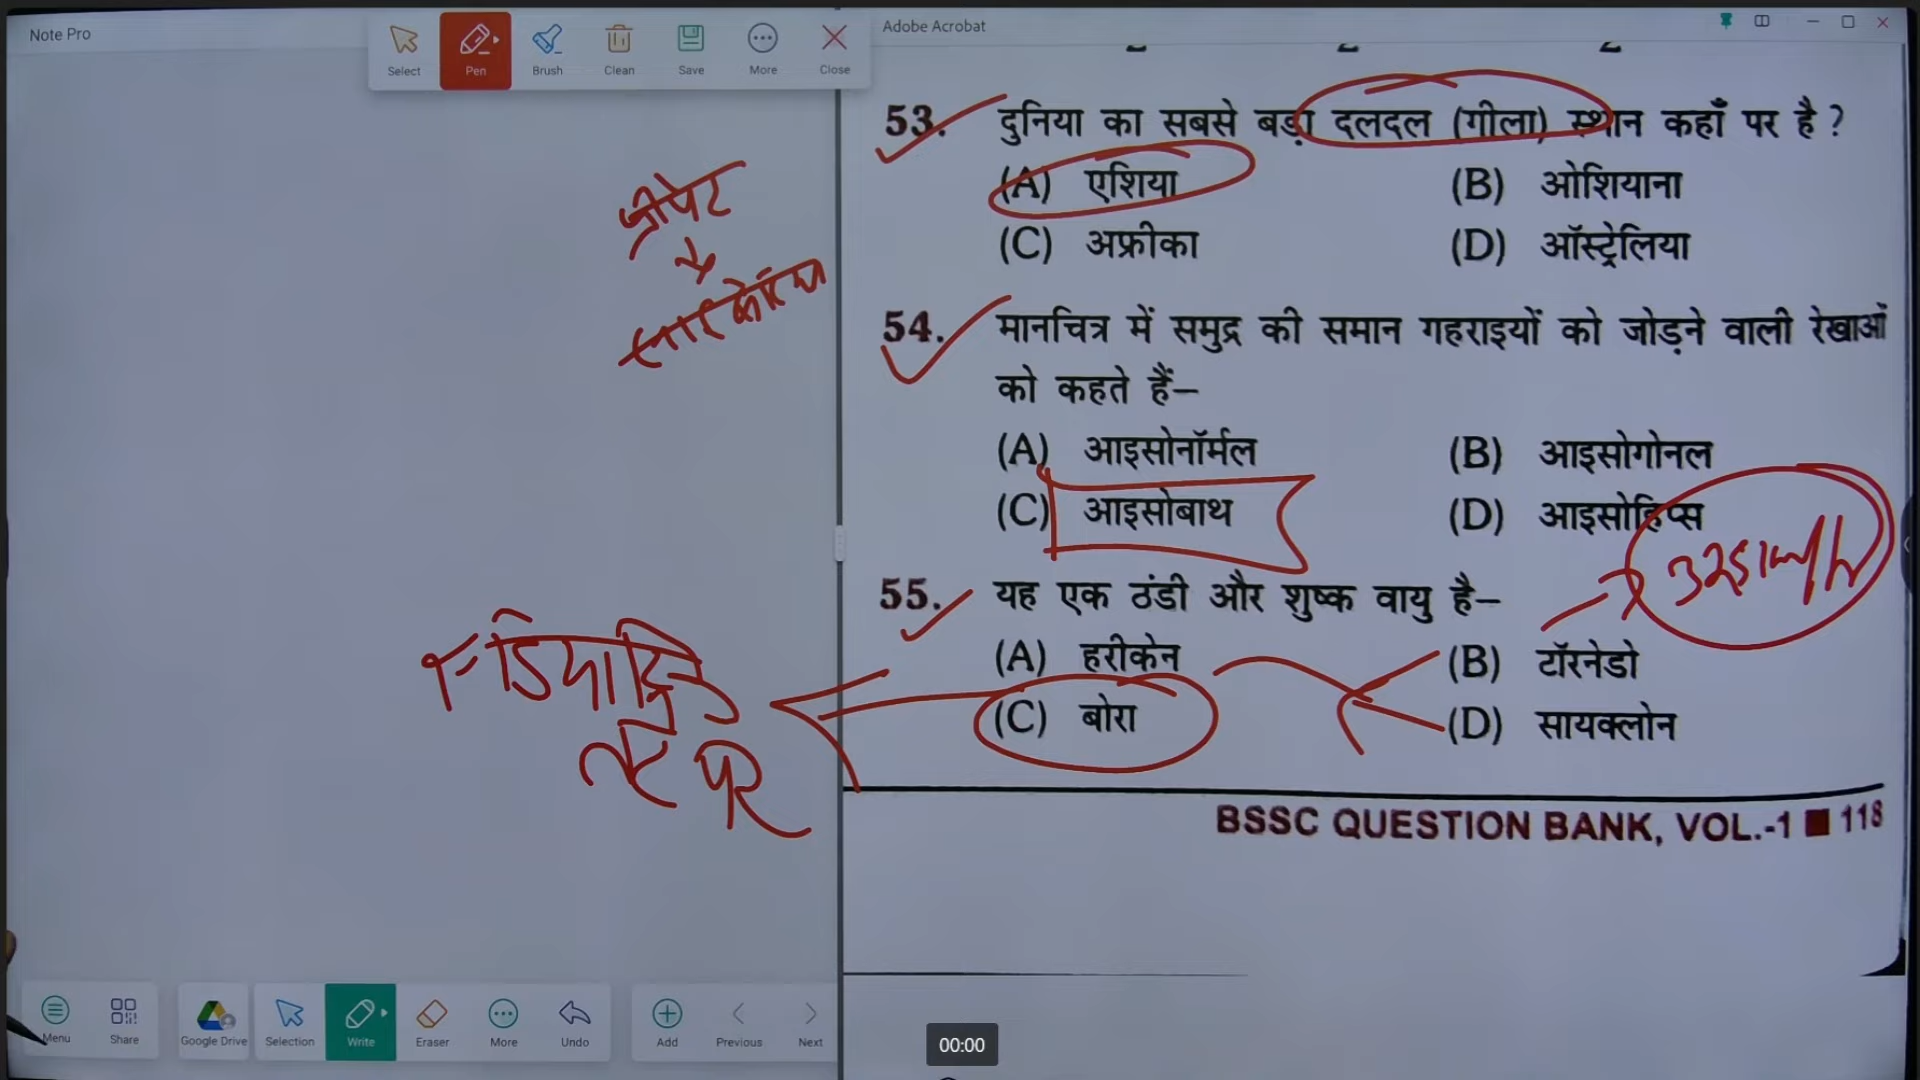 Note Pro
Select
Pen
Brush
Clean
Save
More
Close
Adobe Acrobat
53. दुनिया का सबसे बड़ा दलदल (गीला) स्थान कहाँ पर है ?
(A) एशिया
(B) ओशियाना
(C) अफ्रीका
(D) ऑस्ट्रेलिया
54. मानचित्र में समुद्र की समान गहराइयों को जोड़ने वाली रेखाओं
को कहते हैं–
(A) आइसोनॉर्मल
(B) आइसोगोनल
(C) आइसोबाथ
(D) आइसोहिप्स
55. यह एक ठंडी और शुष्क वायु है–
(A) हरीकेन
(B) टॉरनेडो
(C) बोरा
(D) सायक्लोन
तट पर
BSSC QUESTION BANK, VOL.-1 ■ 118
Menu
Share
Google Drive
Selection
Write
Eraser
More
Undo
Add
Previous
Next
00:00